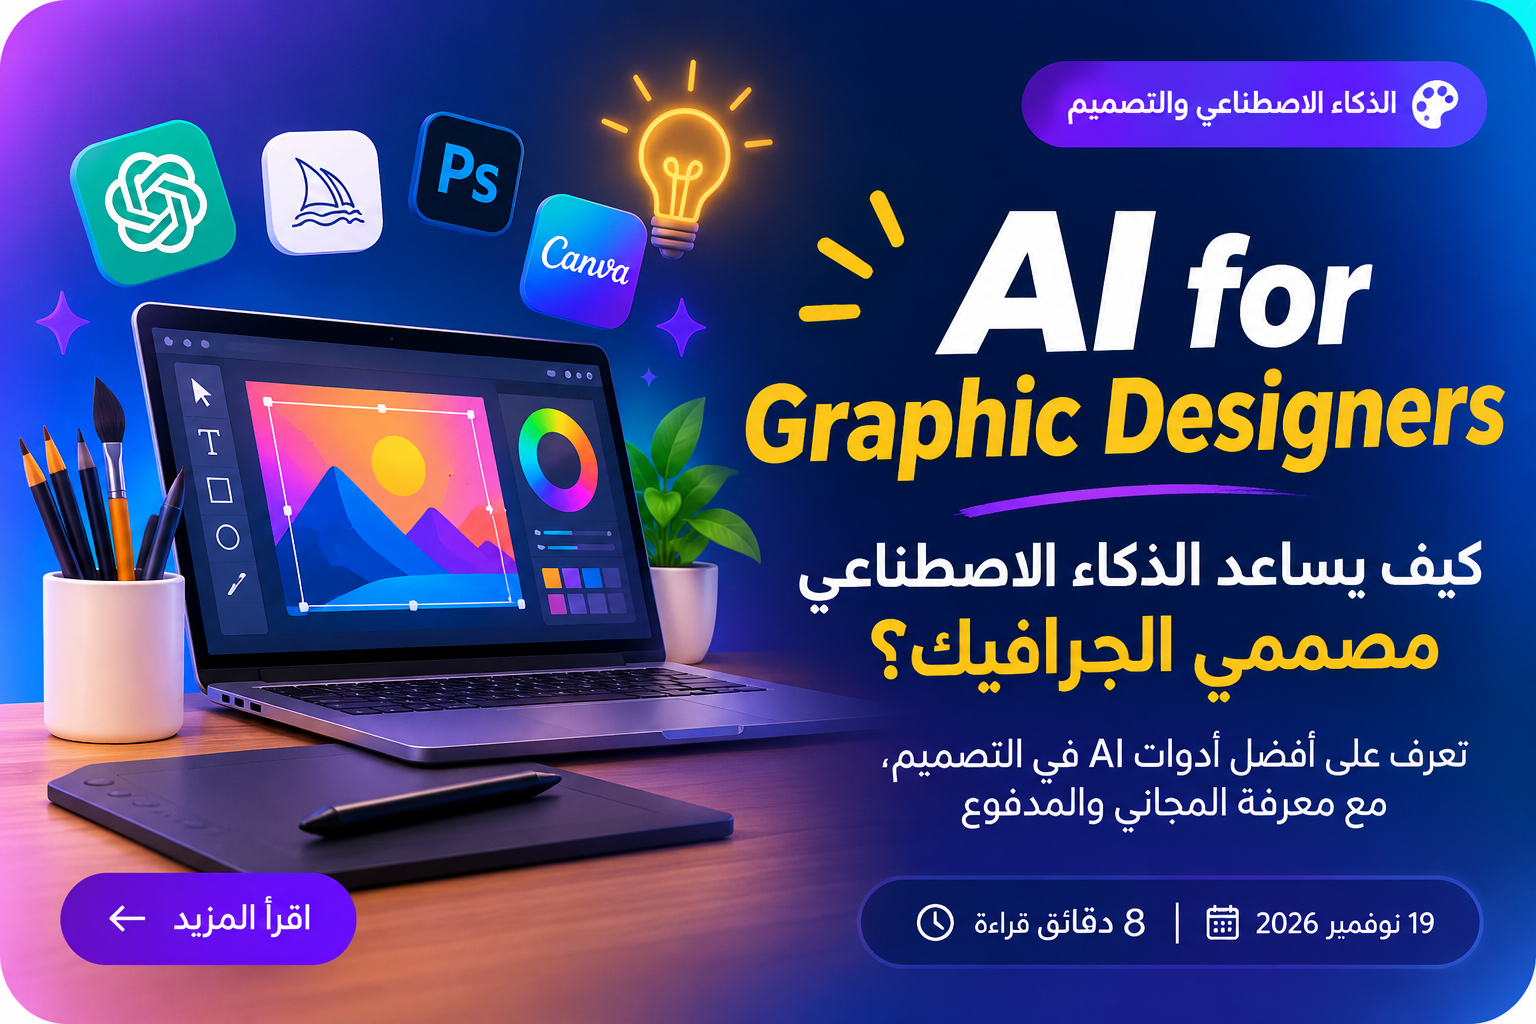 الذكاء الاصطناعي والتصميم
Ps
Canva
T
AI for
Graphic Designers
كيف يساعد الذكاء الاصطناعي
مصممي الجرافيك؟
تعرف على أفضل أدوات AI في التصميم،
مع معرفة المجاني والمدفوع
19 نوفمبر 2026 | 8 دقائق قراءة
اقرأ المزيد